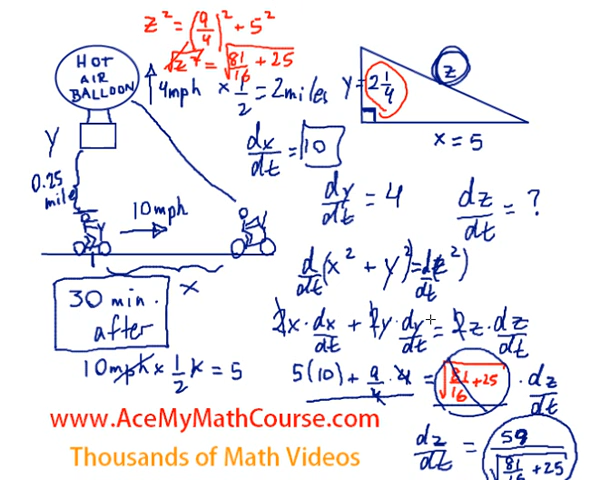 z² = (9/4)² + 5²
√z² = √(81/16 + 25)
HOT
AIR
BALLOON
4mph × 1/2 = 2miles
Y = 2 1/4
z
x = 5
Y
0.25
mile
10mph
dx/dt = 10
dy/dt = 4
dz/dt = ?
x
d/dt(x² + y²) = d/dt(z²)
30 min.
after
2x · dx/dt + 2y · dy/dt = 2z · dz/dt
10mph × 1/2 h = 5
5(10) + 9/4 · 4 = √(81/16 + 25) · dz/dt
www.AceMyMathCourse.com
Thousands of Math Videos
dz/dt = 59/√(81/16 + 25)